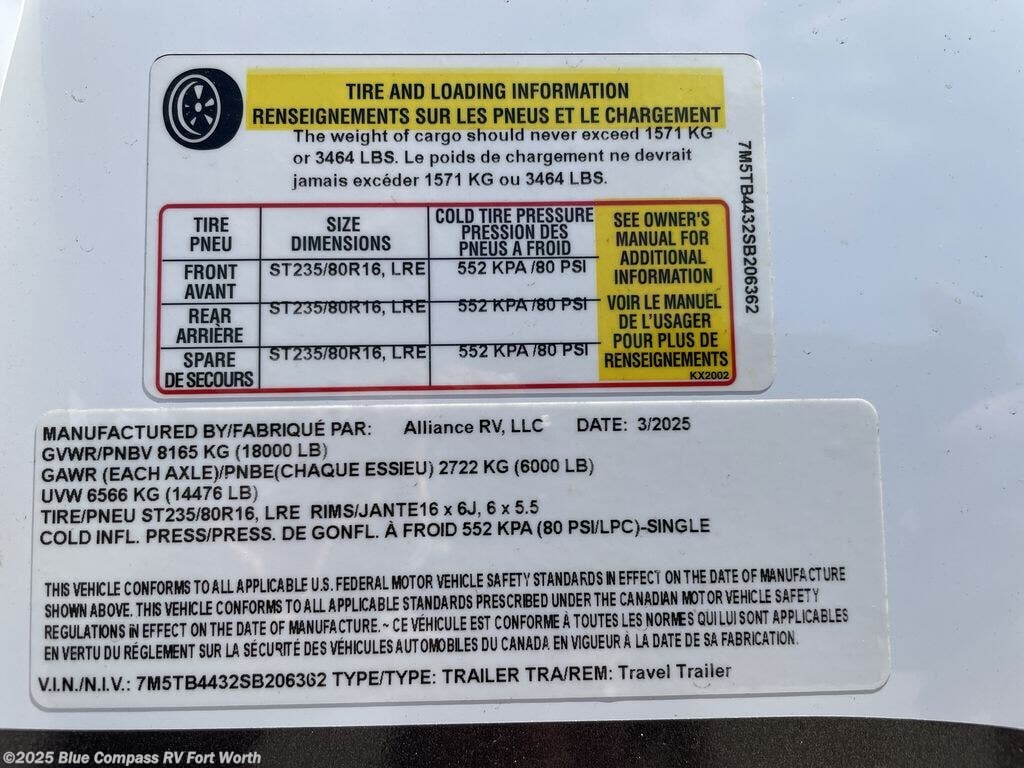 TIRE AND LOADING INFORMATION
RENSEIGNEMENTS SUR LES PNEUS ET LE CHARGEMENT
The weight of cargo should never exceed 1571 KG
or 3464 LBS. Le poids de chargement ne devrait
jamais excéder 1571 KG ou 3464 LBS.
7M5TB4432SB206362
TIRE
PNEU
SIZE
DIMENSIONS
COLD TIRE PRESSURE
PRESSION DES
PNEUS A FROID
FRONT
AVANT
ST235/80R16, LRE
552 KPA /80 PSI
REAR
ARRIÈRE
ST235/80R16, LRE
552 KPA /80 PSI
SPARE
DE SECOURS
ST235/80R16, LRE
552 KPA /80 PSI
SEE OWNER'S
MANUAL FOR
ADDITIONAL
INFORMATION
VOIR LE MANUEL
DE L'USAGER
POUR PLUS DE
RENSEIGNEMENTS
KX2002
MANUFACTURED BY/FABRIQUÉ PAR: Alliance RV, LLC DATE: 3/2025
GVWR/PNBV 8165 KG (18000 LB)
GAWR (EACH AXLE)/PNBE(CHAQUE ESSIEU) 2722 KG (6000 LB)
UVW 6566 KG (14476 LB)
TIRE/PNEU ST235/80R16, LRE RIMS/JANTE16 x 6J, 6 x 5.5
COLD INFL. PRESS/PRESS. DE GONFL. À FROID 552 KPA (80 PSI/LPC)-SINGLE
THIS VEHICLE CONFORMS TO ALL APPLICABLE U.S. FEDERAL MOTOR VEHICLE SAFETY STANDARDS IN EFFECT ON THE DATE OF MANUFACTURE
SHOWN ABOVE. THIS VEHICLE CONFORMS TO ALL APPLICABLE STANDARDS PRESCRIBED UNDER THE CANADIAN MOTOR VEHICLE SAFETY
REGULATIONS IN EFFECT ON THE DATE OF MANUFACTURE. ~ CE VÉHICULE EST CONFORME À TOUTES LES NORMES QUI LUI SONT APPLICABLES
EN VERTU DU RÉGLEMENT SUR LA SÉCURITÉ DES VÉHICULES AUTOMOBILES DU CANADA EN VIGUEUR À LA DATE DE SA FABRICATION.
V.I.N./N.I.V.: 7M5TB4432SB206362 TYPE/TYPE: TRAILER TRA/REM: Travel Trailer
©2025 Blue Compass RV Fort Worth